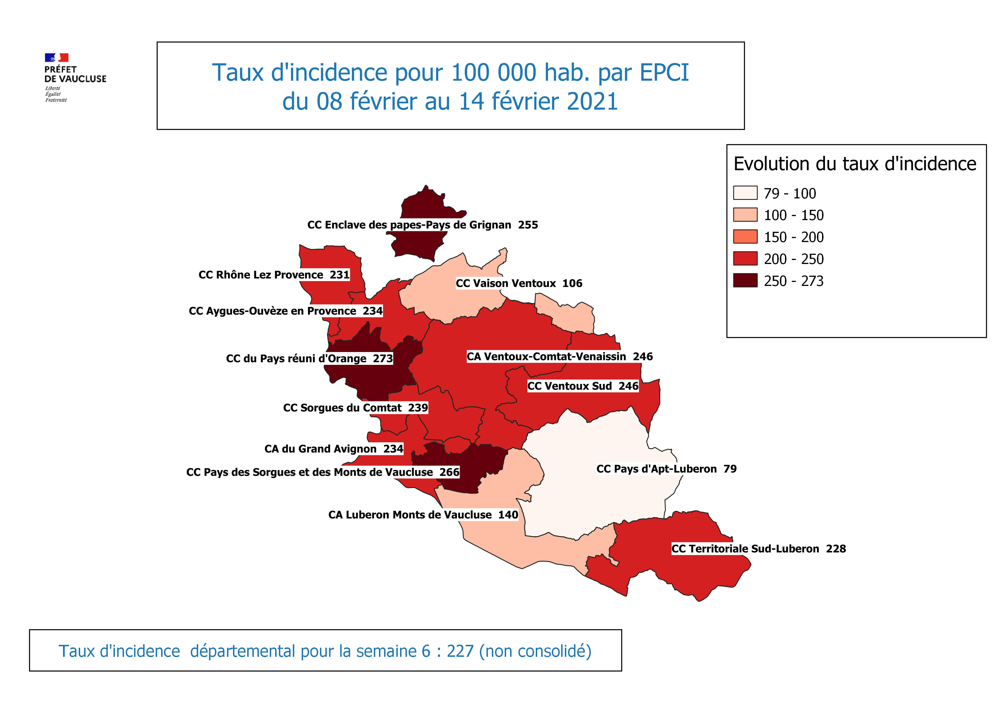 Taux d'incidence pour 100 000 hab. par EPCI
du 08 février au 14 février 2021
PRÉFET
DE VAUCLUSE
Liberté
Égalité
Fraternité
Evolution du taux d'incidence
79 - 100
100 - 150
150 - 200
200 - 250
250 - 273
CC Enclave des papes-Pays de Grignan 255
CC Rhône Lez Provence 231
CC Vaison Ventoux 106
CC Aygues-Ouvèze en Provence 234
CA Ventoux-Comtat-Venaissin 246
CC du Pays réuni d'Orange 273
CC Ventoux Sud 246
CC Sorgues du Comtat 239
CA du Grand Avignon 234
CC Pays d'Apt-Luberon 79
CC Pays des Sorgues et des Monts de Vaucluse 266
CA Luberon Monts de Vaucluse 140
CC Territoriale Sud-Luberon 228
Taux d'incidence départemental pour la semaine 6 : 227 (non consolidé)